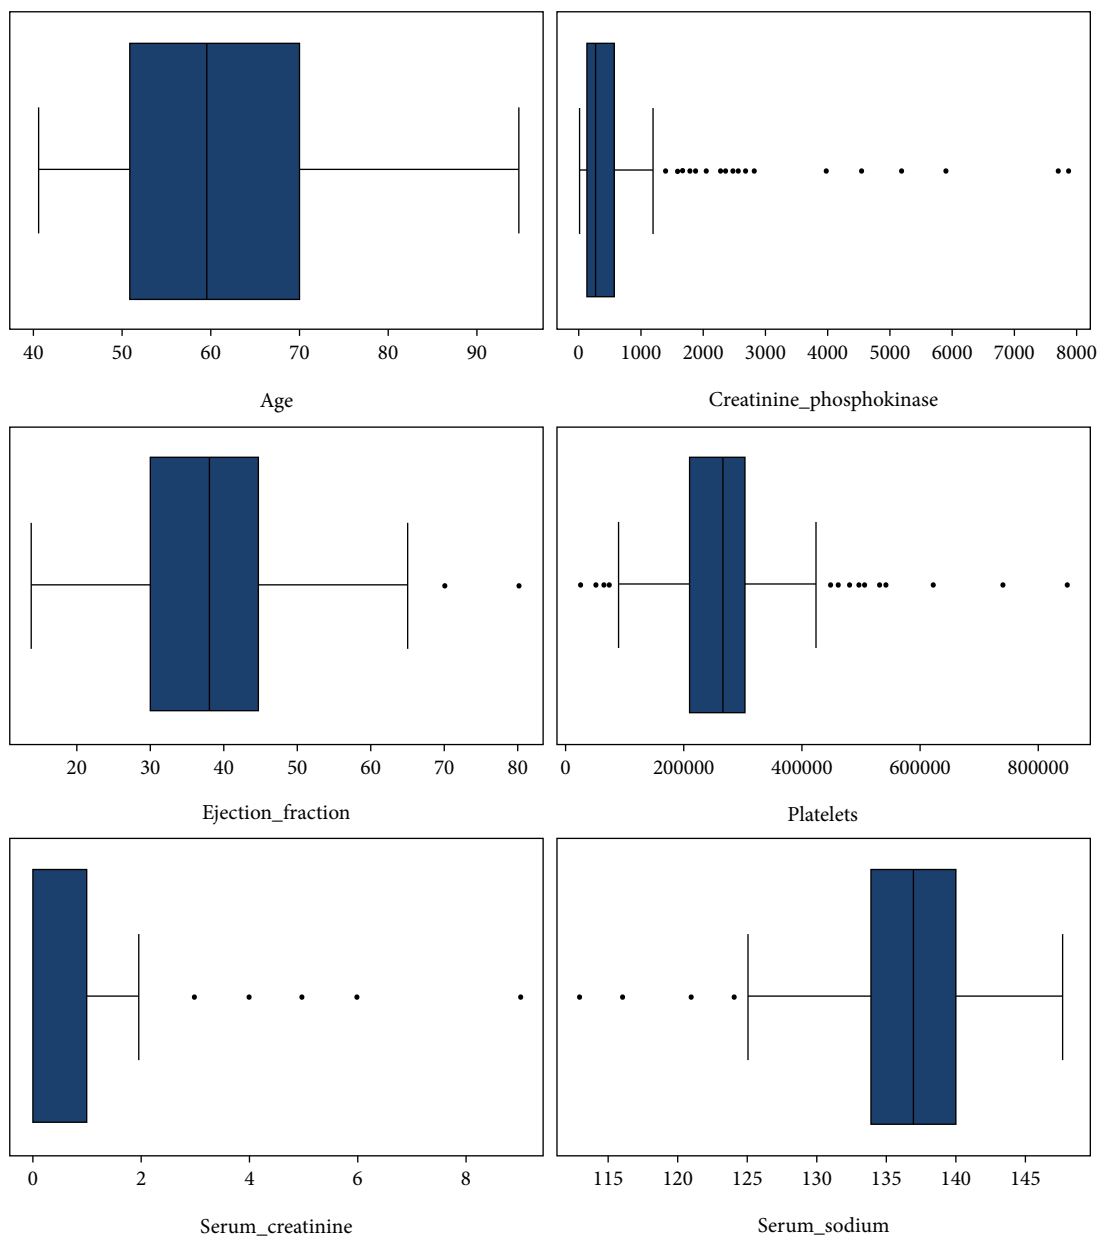 40 50 60 70 80 90
Age
0 1000 2000 3000 4000 5000 6000 7000 8000
Creatinine_phosphokinase
20 30 40 50 60 70 80
Ejection_fraction
0 200000 400000 600000 800000
Platelets
0 2 4 6 8
Serum_creatinine
115 120 125 130 135 140 145
Serum_sodium